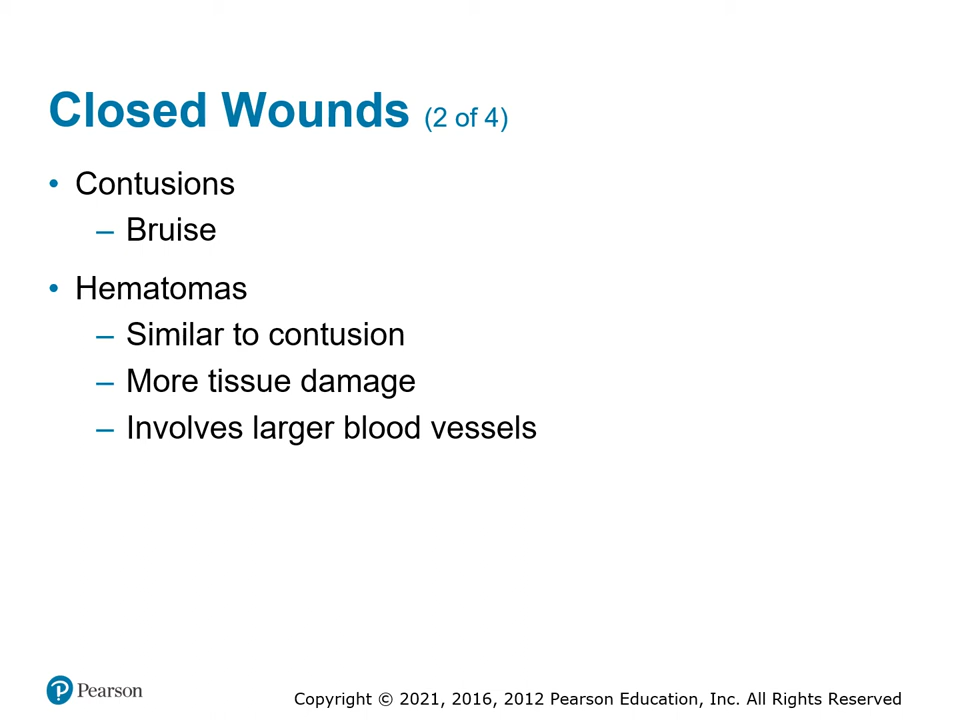 Closed Wounds (2 of 4)
• Contusions
– Bruise
• Hematomas
– Similar to contusion
– More tissue damage
– Involves larger blood vessels
Pearson
Copyright © 2021, 2016, 2012 Pearson Education, Inc. All Rights Reserved